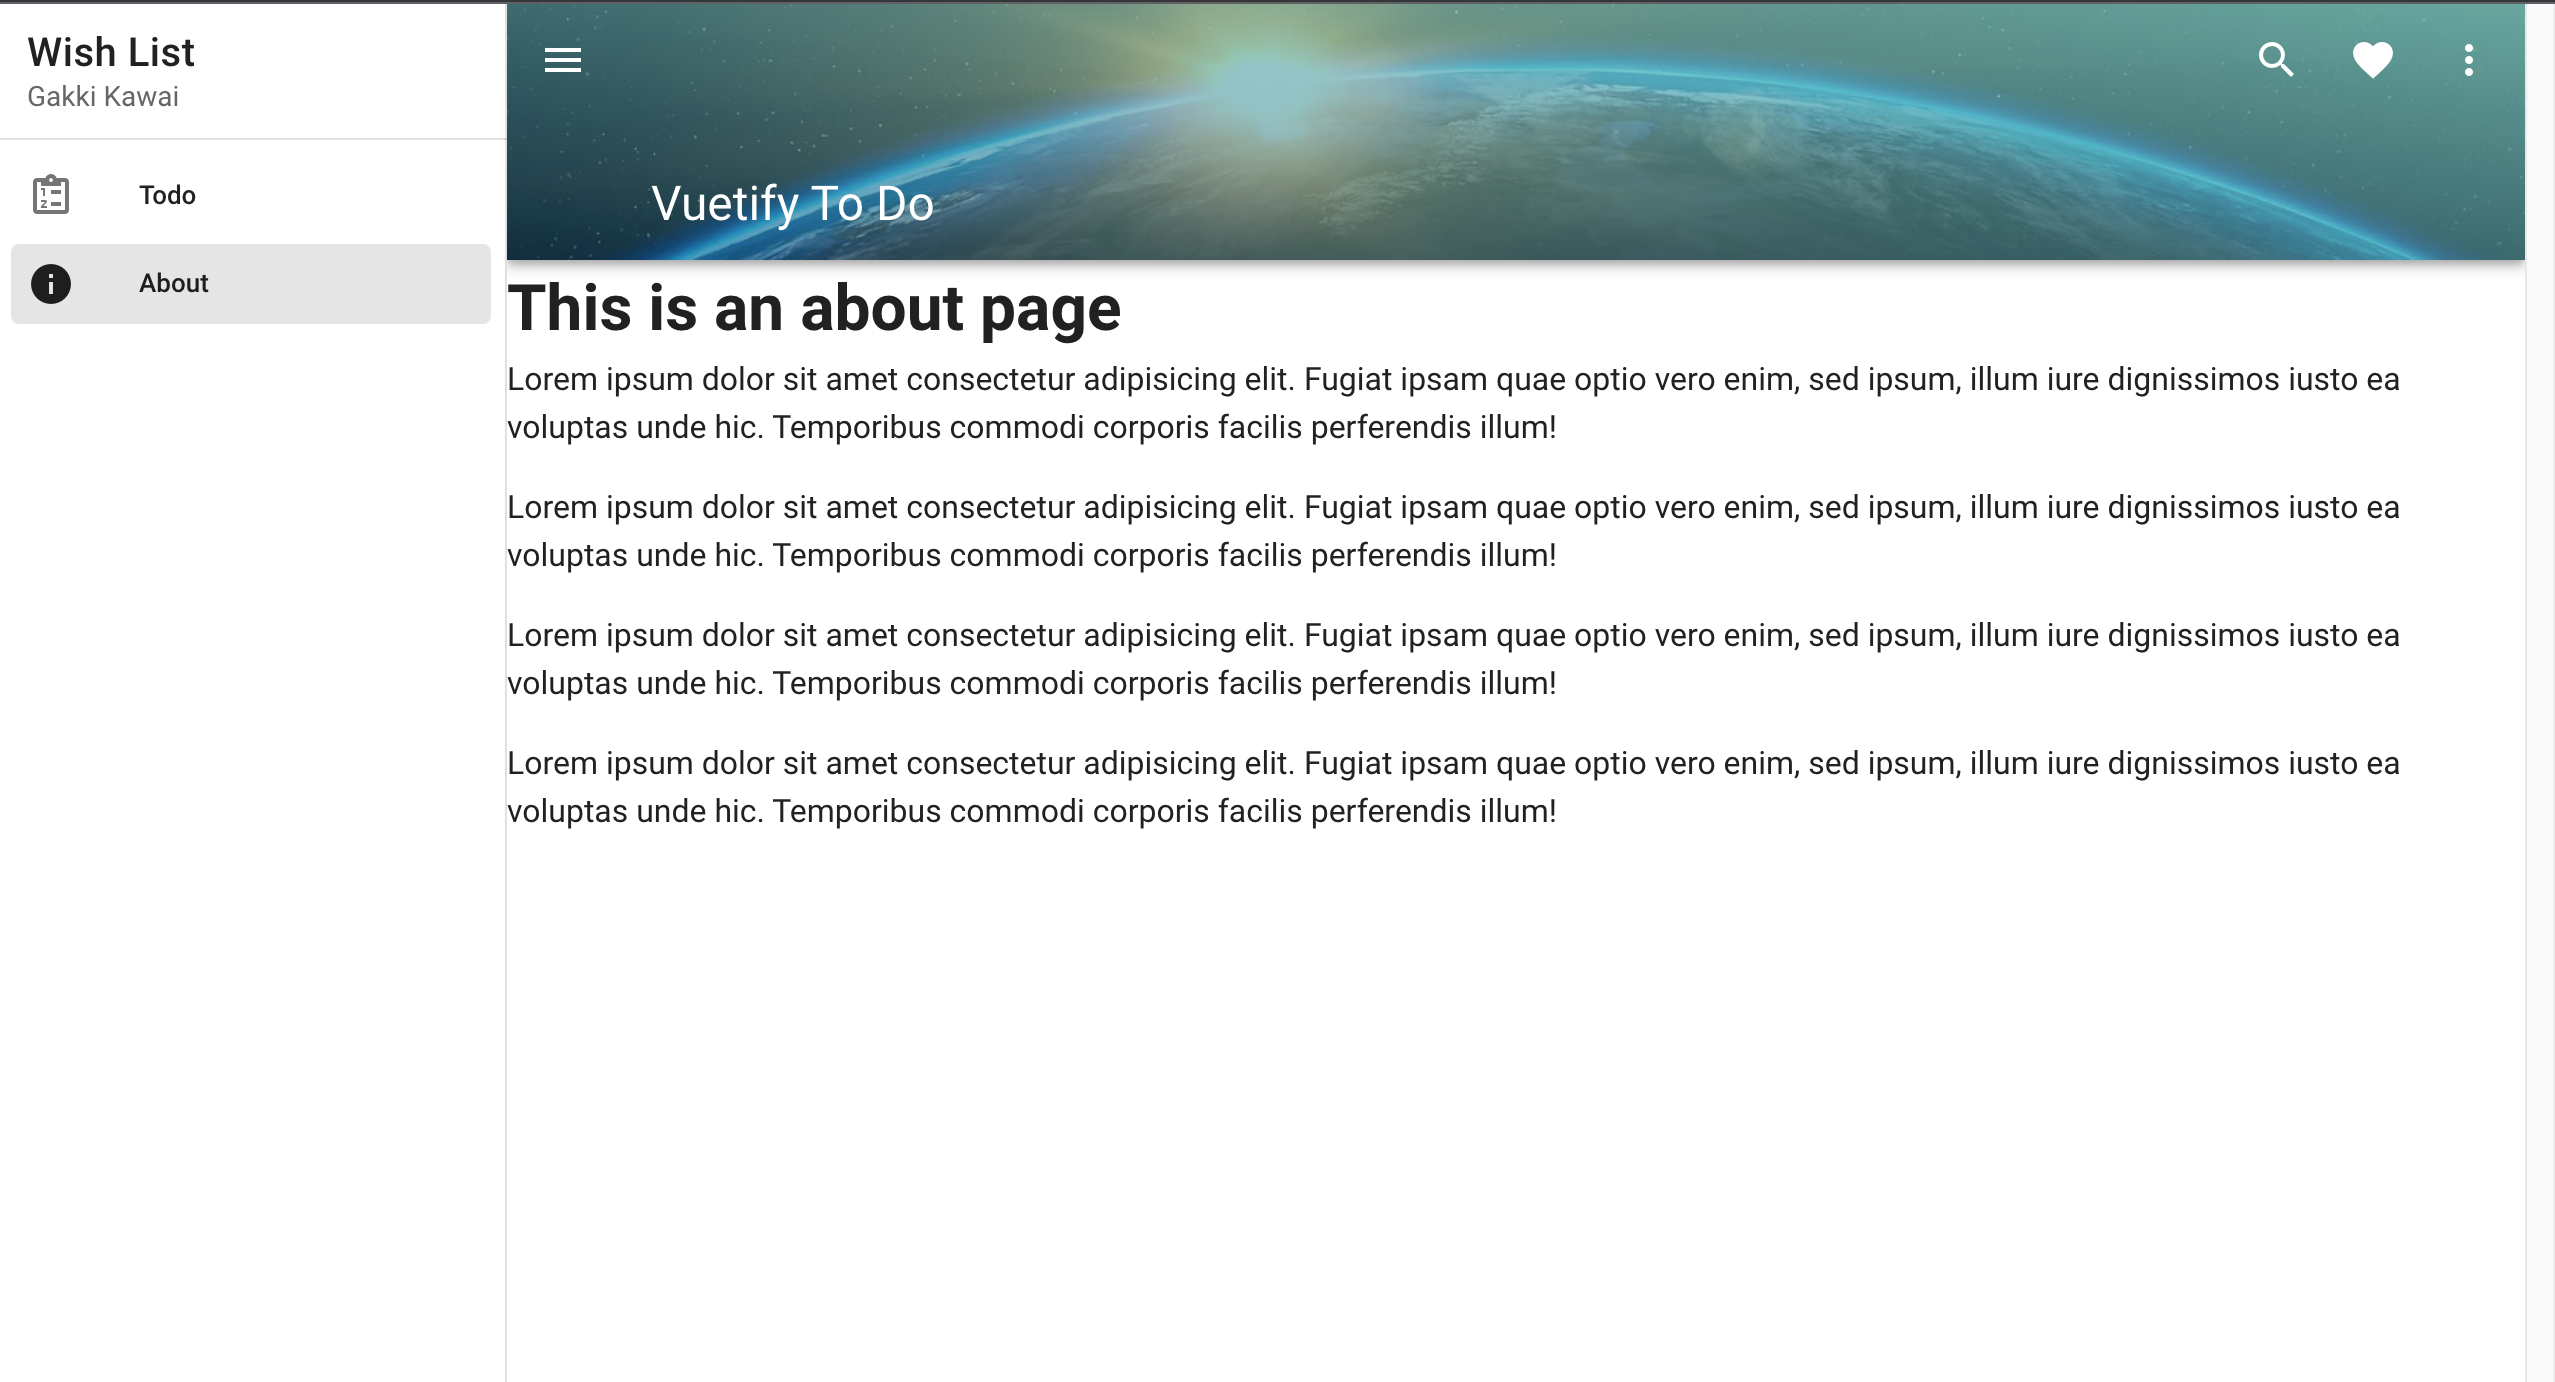 Wish List
Gakki Kawai
Todo
About
Vuetify To Do
This is an about page
Lorem ipsum dolor sit amet consectetur adipisicing elit. Fugiat ipsam quae optio vero enim, sed ipsum, illum iure dignissimos iusto ea
voluptas unde hic. Temporibus commodi corporis facilis perferendis illum!
Lorem ipsum dolor sit amet consectetur adipisicing elit. Fugiat ipsam quae optio vero enim, sed ipsum, illum iure dignissimos iusto ea
voluptas unde hic. Temporibus commodi corporis facilis perferendis illum!
Lorem ipsum dolor sit amet consectetur adipisicing elit. Fugiat ipsam quae optio vero enim, sed ipsum, illum iure dignissimos iusto ea
voluptas unde hic. Temporibus commodi corporis facilis perferendis illum!
Lorem ipsum dolor sit amet consectetur adipisicing elit. Fugiat ipsam quae optio vero enim, sed ipsum, illum iure dignissimos iusto ea
voluptas unde hic. Temporibus commodi corporis facilis perferendis illum!